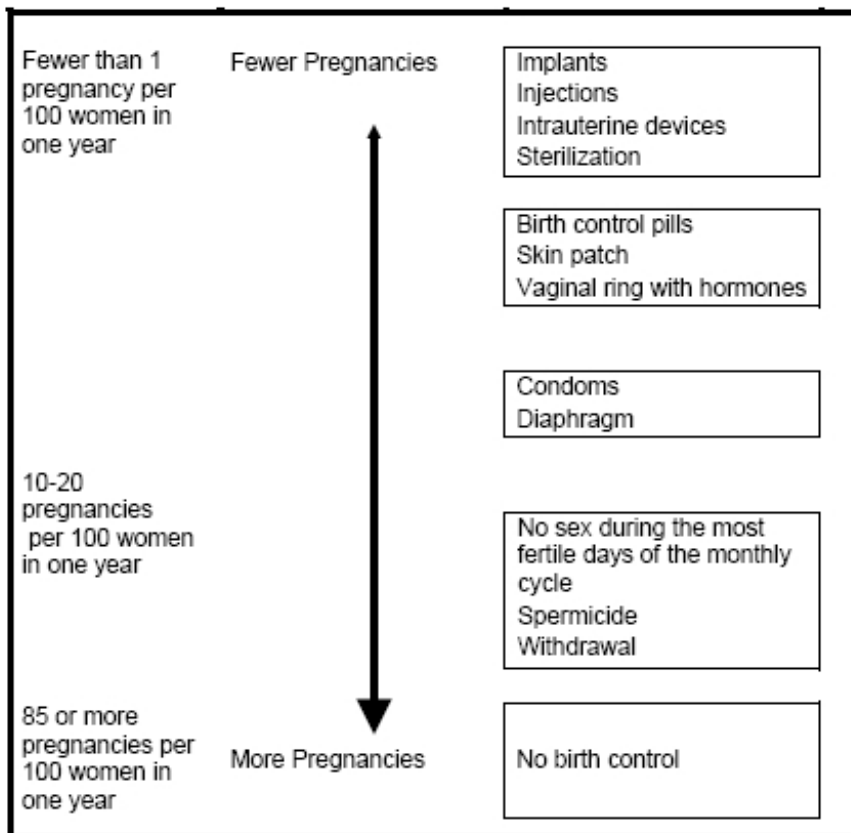 Fewer than 1
pregnancy per
100 women in
one year
Fewer Pregnancies
Implants
Injections
Intrauterine devices
Sterilization
Birth control pills
Skin patch
Vaginal ring with hormones
Condoms
Diaphragm
10-20
pregnancies
per 100 women
in one year
No sex during the most
fertile days of the monthly
cycle
Spermicide
Withdrawal
85 or more
pregnancies per
100 women in
one year
More Pregnancies
No birth control